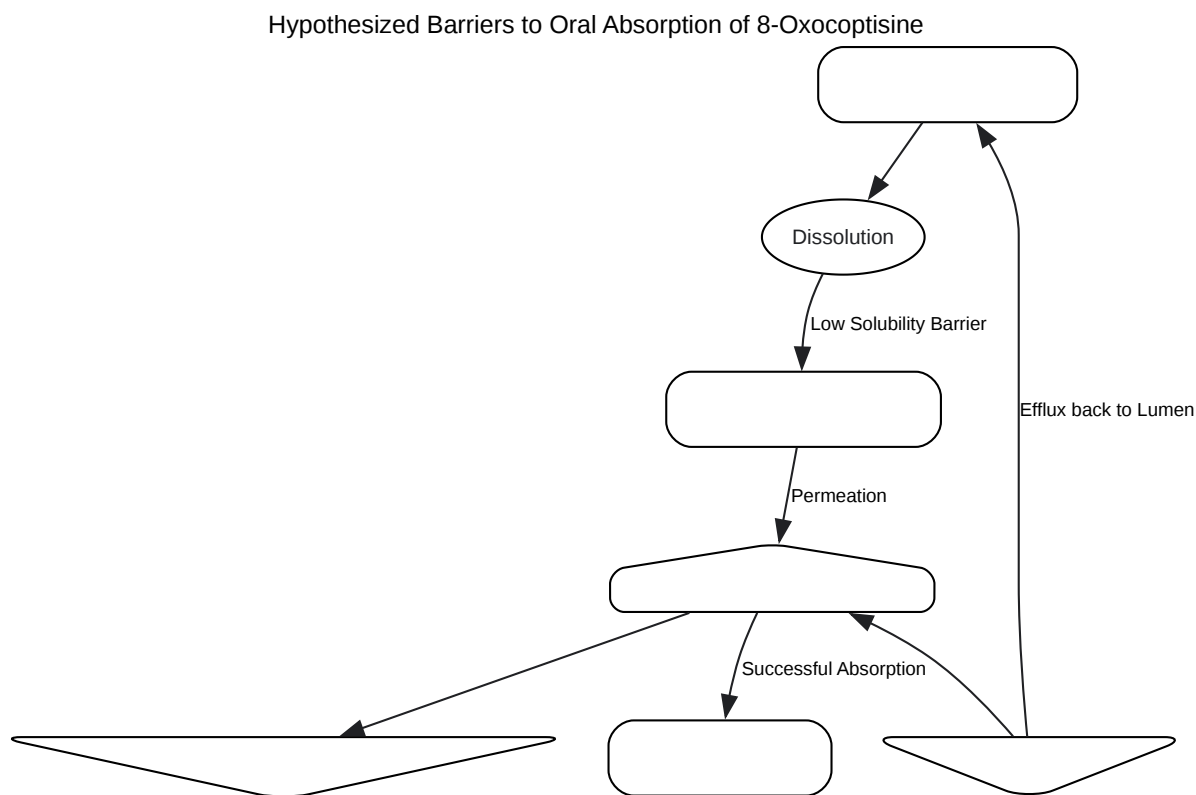 Hypothesized Barriers to Oral Absorption of 8-Oxocoptisine
Dissolution
Low Solubility Barrier
Efflux back to Lumen
Permeation
Successful Absorption